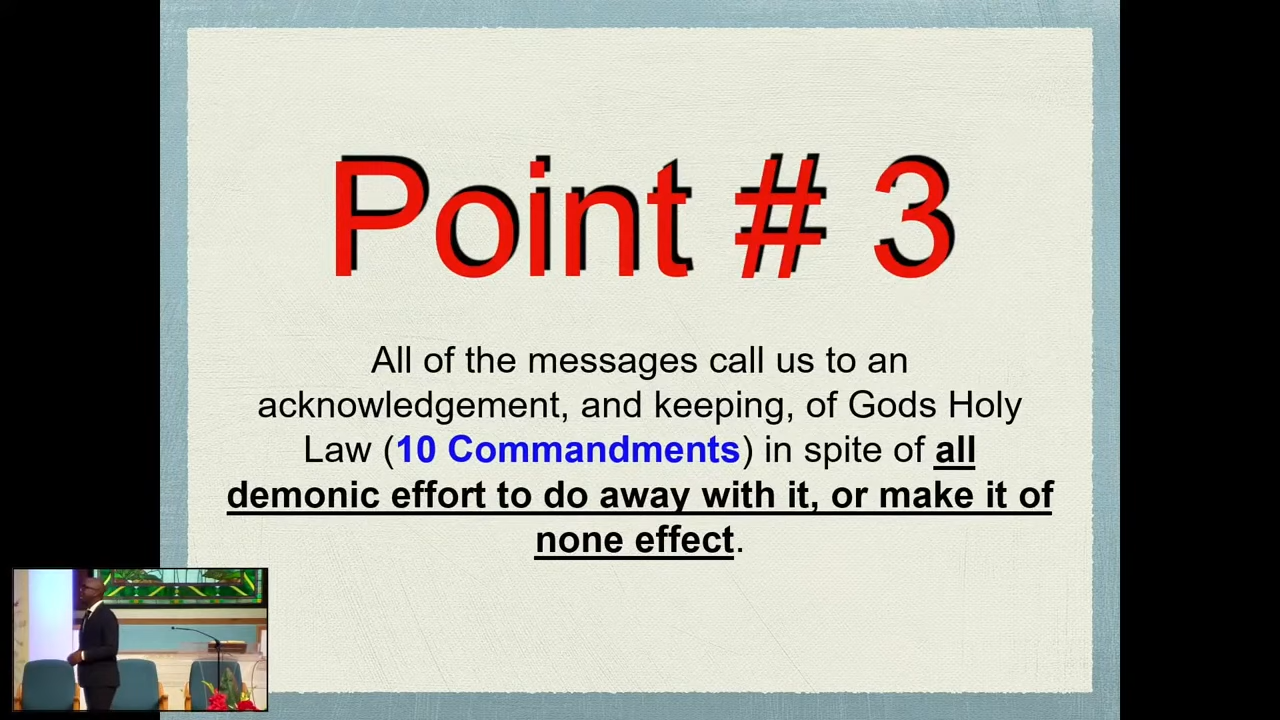 Point # 3
All of the messages call us to an
acknowledgement, and keeping, of Gods Holy
Law (10 Commandments) in spite of all
demonic effort to do away with it, or make it of
none effect.